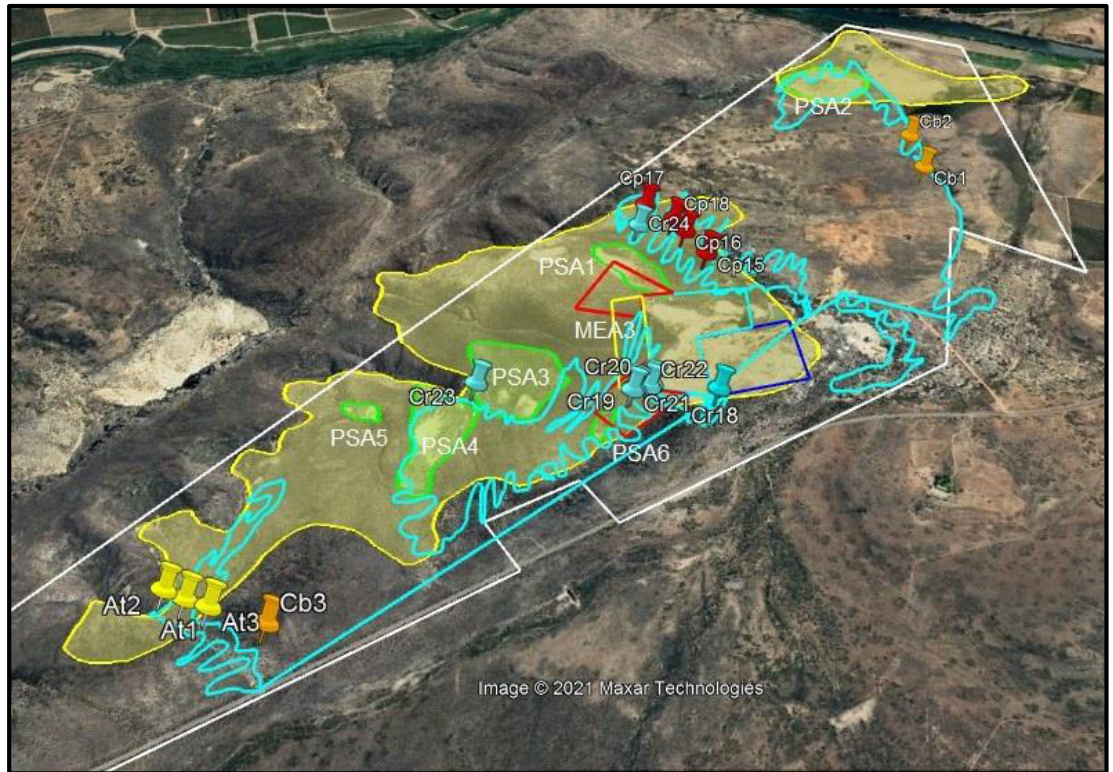 PSA2
Cb2
Cb1
Cp17
Cp18
Cr24
Cp16
Cp15
PSA1
MEA3
Cr20
Cr22
PSA3
Cr23
Cr19
Cr21
Cr18
PSA5
PSA4
PSA6
At2
At1
At3
Cb3
Image © 2021 Maxar Technologies